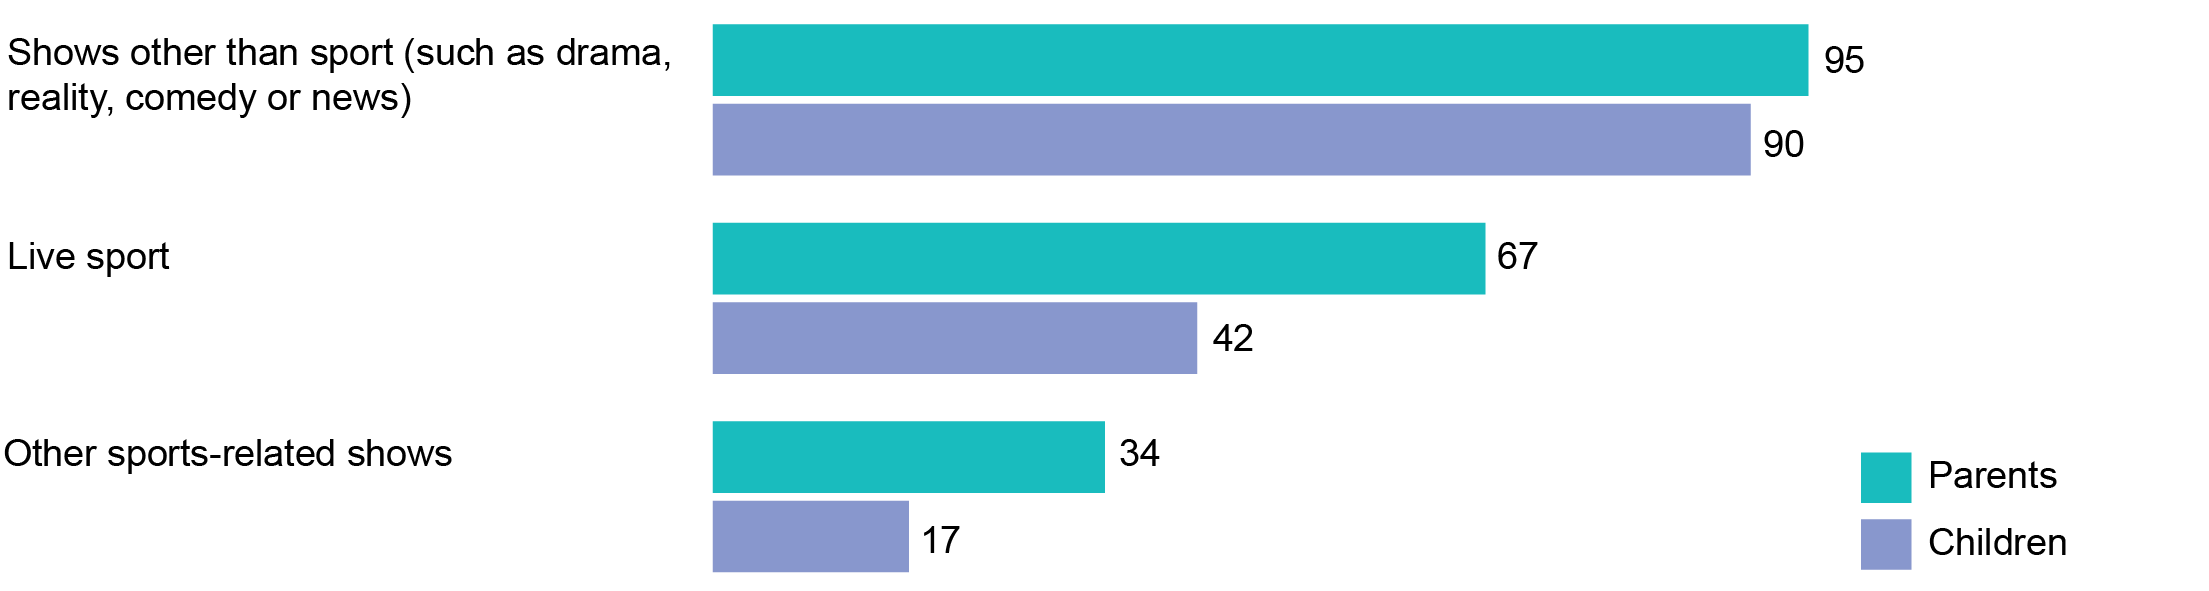 Shows other than sport (such as drama,
reality, comedy or news)
95
90
Live sport
67
42
Other sports-related shows
34
17
Parents
Children